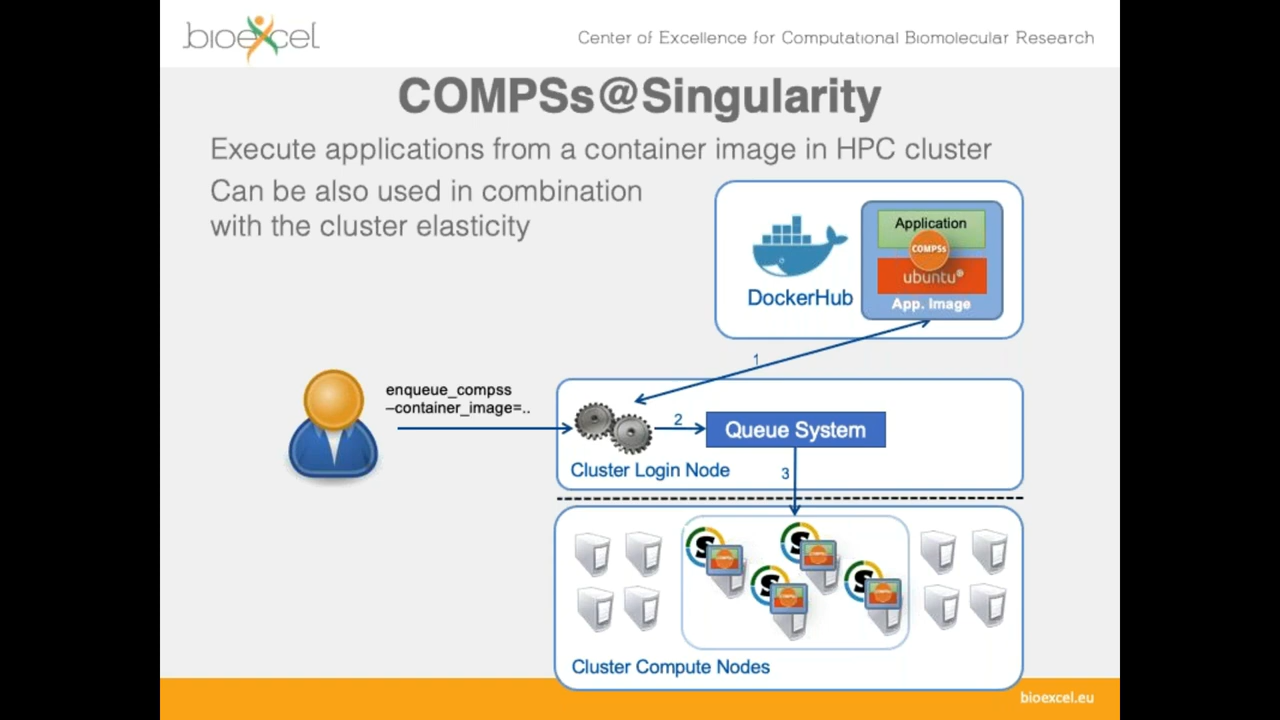 bioexcel
Center of Excellence for Computational Biomolecular Research
COMPSs@Singularity
Execute applications from a container image in HPC cluster
Can be also used in combination
with the cluster elasticity
Application
COMPSs
ubuntu®
App. Image
DockerHub
1
enqueue_compss
–container_image=..
2
Queue System
Cluster Login Node
3
S
S
S
S
Cluster Compute Nodes
bioexcel.eu